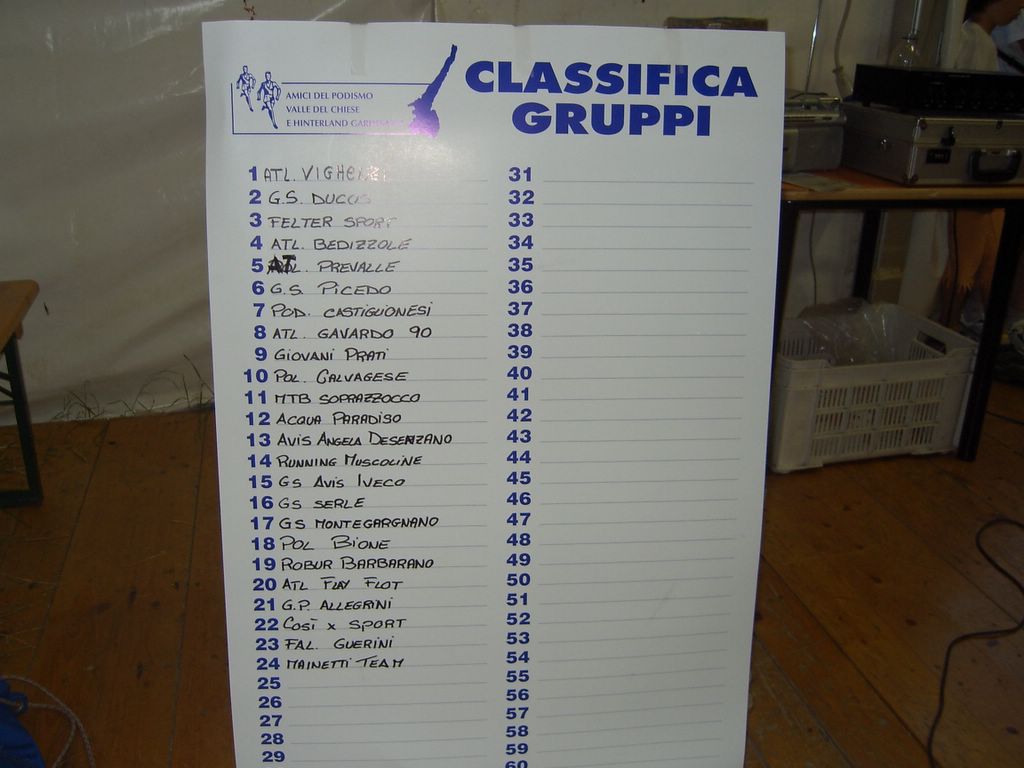 AMICI DEL PODISMO
VALLE DEL CHIESE
E HINTERLAND
CLASSIFICA
GRUPPI
1 ATL.
2 G.S. DUCOS
3 FELTER SPORT
4 ATL. BEDIZZOLE
5 ATL. PREVALLE
6 G.S. PICEDO
7 POD. CASTIGLIONESI
8 ATL. GAVARDO 90
9 GIOVANI PRATI
10 POL. CALVAGESE
11 MTB SOPRAZZOCCO
12 ACQUA PARADISO
13 AVIS ANGELA DESENZANO
14 RUNNING MUSCOLINE
15 GS AVIS IVECO
16 GS SERLE
17 GS MONTEGARGNANO
18 POL BIONE
19 ROBUR BARBARANO
20 ATL FLAY FLOT
21 G.P. ALLEGRINI
22 COSÌ x SPORT
23 FAL. GUERINI
24 MAINETTI TEAM
25
26
27
28
29
31
32
33
34
35
36
37
38
39
40
41
42
43
44
45
46
47
48
49
50
51
52
53
54
55
56
57
58
59
60